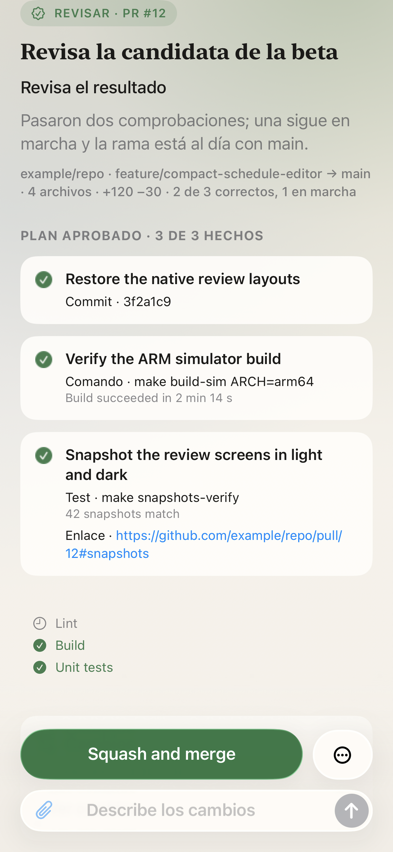 REVISAR · PR #12
Revisa la candidata de la beta
Revisa el resultado
Pasaron dos comprobaciones; una sigue en
marcha y la rama está al día con main.
example/repo · feature/compact-schedule-editor → main
· 4 archivos · +120 −30 · 2 de 3 correctos, 1 en marcha
PLAN APROBADO · 3 DE 3 HECHOS
Restore the native review layouts
Commit · 3f2a1c9
Verify the ARM simulator build
Comando · make build-sim ARCH=arm64
Build succeeded in 2 min 14 s
Snapshot the review screens in light
and dark
Test · make snapshots-verify
42 snapshots match
Enlace · https://github.com/example/repo/pull/
12#snapshots
Lint
Build
Unit tests
Squash and merge
Describe los cambios